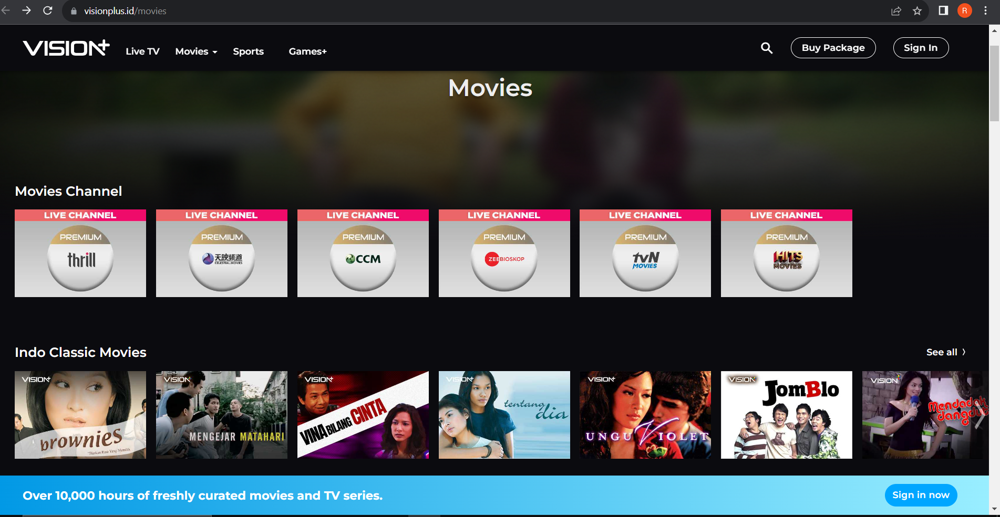 visionplus.id/movies
R
VISION+
Live TV
Movies
Sports
Games+
Buy Package
Sign In
Movies
Movies Channel
LIVE CHANNEL
PREMIUM
thrill
LIVE CHANNEL
PREMIUM
天映頻道
CELESTIAL MOVIES
LIVE CHANNEL
PREMIUM
CCM
LIVE CHANNEL
PREMIUM
ZEE BIOSKOP
LIVE CHANNEL
PREMIUM
tvN
MOVIES
LIVE CHANNEL
PREMIUM
HITS
MOVIES
Indo Classic Movies
See all
VISION+
brownies
"Biarkan Rasa Yang Memilih"
VISION+
MENGEJAR MATAHARI
VISION+
VINA BILANG CINTA
VISION+
tentang
dia
VISION+
UNGU VIOLET
VISION+
JOMBLO
VISION+
Mendadak
dangdut
Over 10,000 hours of freshly curated movies and TV series.
Sign in now